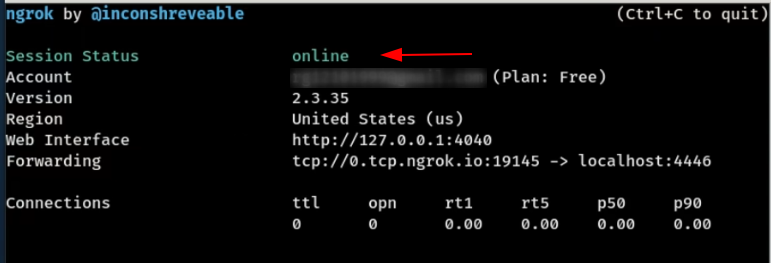 ngrok by @inconshreveable (Ctrl+C to quit)
Session Status online
Account (Plan: Free)
Version 2.3.35
Region United States (us)
Web Interface http://127.0.0.1:4040
Forwarding tcp://0.tcp.ngrok.io:19145 -> localhost:4446
Connections ttl opn rt1 rt5 p50 p90
0 0 0.00 0.00 0.00 0.00